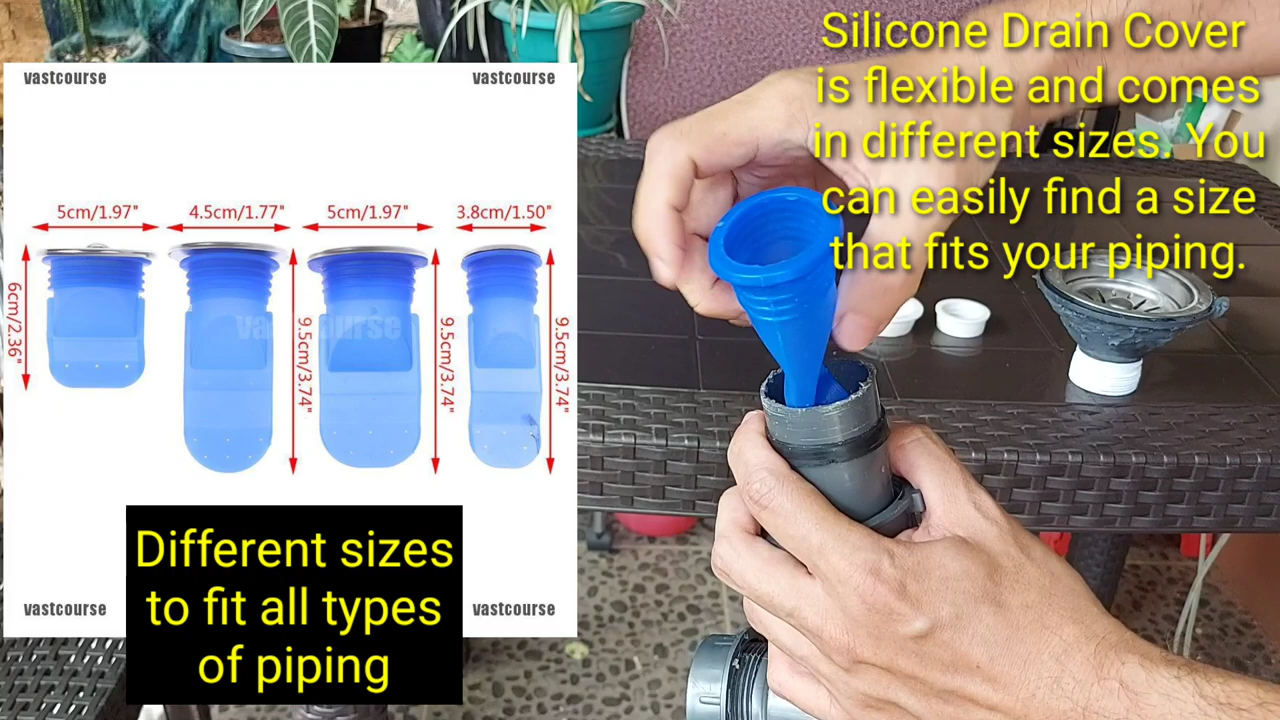 vastcourse
vastcourse
5cm/1.97"
4.5cm/1.77"
5cm/1.97"
3.8cm/1.50"
6cm/2.36"
9.5cm/3.74"
9.5cm/3.74"
9.5cm/3.74"
vastcourse
vastcourse
vastcourse
Different sizes
to fit all types
of piping
Silicone Drain Cover
is flexible and comes
in different sizes. You
can easily find a size
that fits your piping.